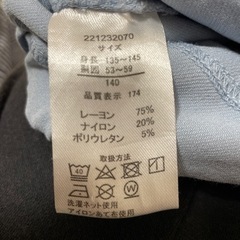 221232070
サイズ
身長 135～145
胴囲 53～59
140
品質表示 174
レーヨン 75%
ナイロン 20%
ポリウレタン 5%
取扱方法
40
洗濯ネット使用
アイロンあて布使用